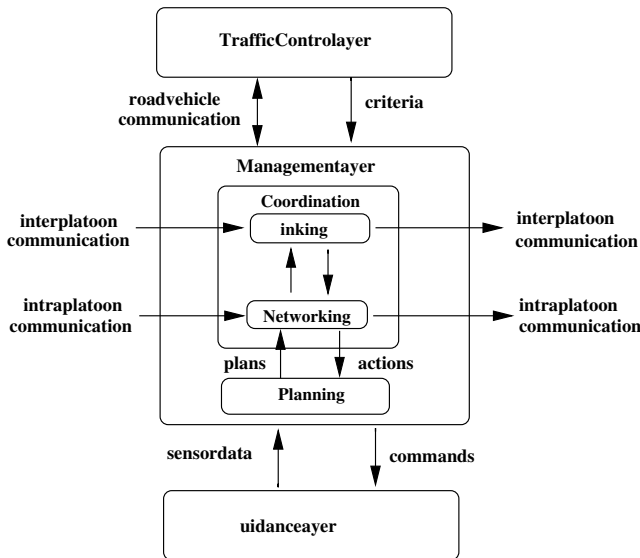 TrafficControlayer
roadvehicle
communication
criteria
Managementayer
Coordination
interplatoon
communication
inking
interplatoon
communication
intraplatoon
communication
Networking
intraplatoon
communication
plans
actions
Planning
sensordata
commands
uidanceayer